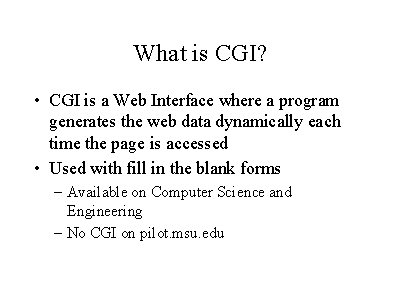 What is CGI?
• CGI is a Web Interface where a program
generates the web data dynamically each
time the page is accessed
• Used with fill in the blank forms
– Available on Computer Science and
Engineering
– No CGI on pilot.msu.edu